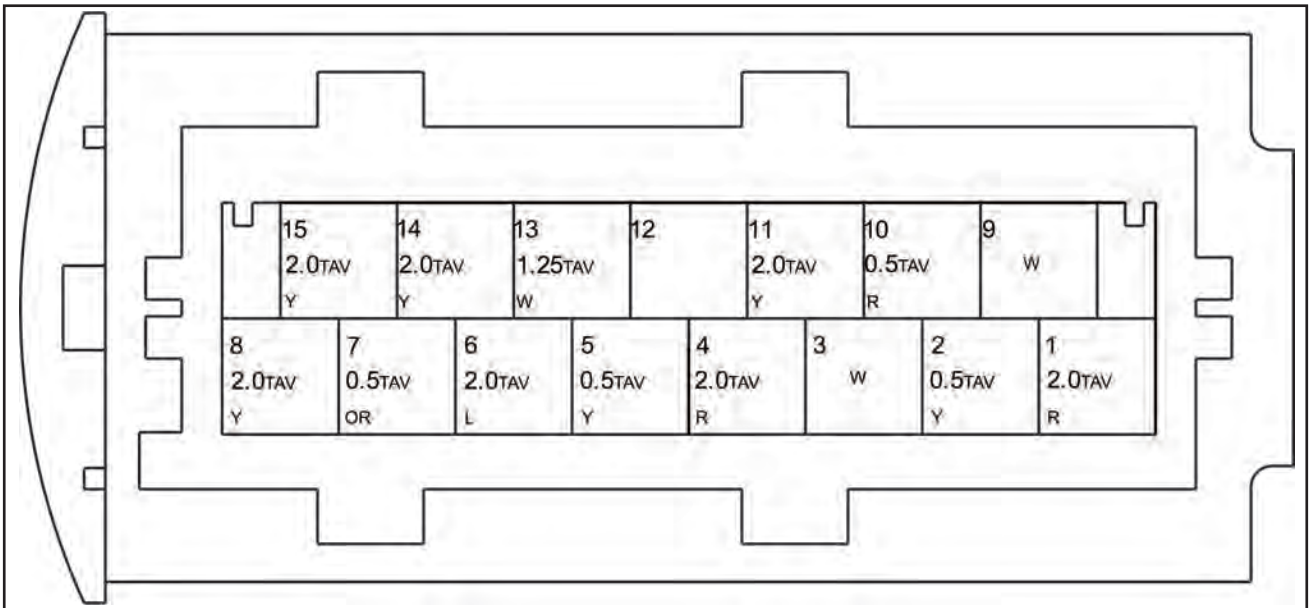 15 14 13 12 11 10 9
2.0TAV 2.0TAV 1.25TAV 2.0TAV 0.5TAV W
Y Y W Y R
8 7 6 5 4 3 2 1
2.0TAV 0.5TAV 2.0TAV 0.5TAV 2.0TAV W 0.5TAV 2.0TAV
Y OR L Y R Y R